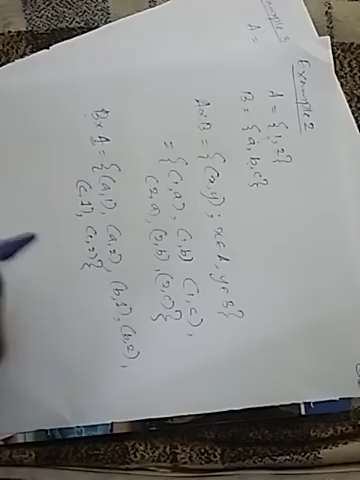 Example 2
A = {1,2}
B = {a, b, c}
A×B = {(x,y) ; x∈A, y∈B}
= {(1,a), (1,b) (1,c),
(2,a), (2,b), (2,c)}
B×A = {(a,1), (a,2), (b,1), (b,2),
(c,1), (c,2)}
A =